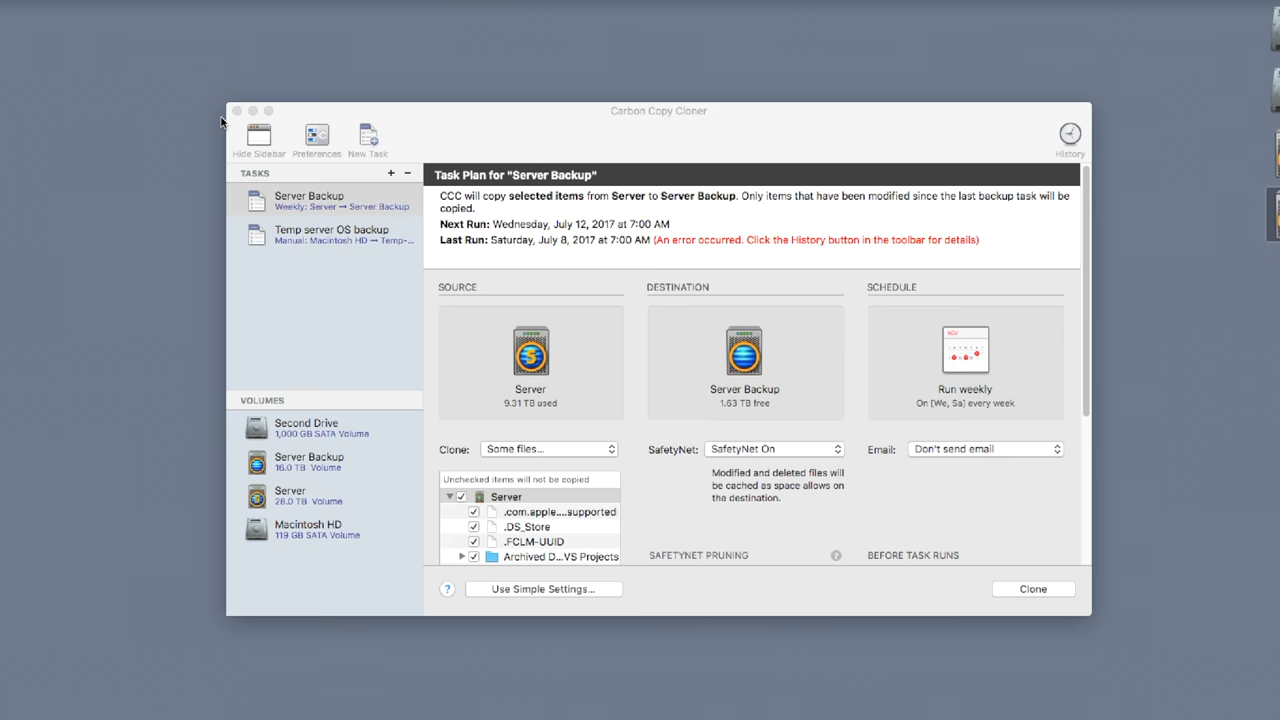 Carbon Copy Cloner
Hide Sidebar Preferences New Task History
TASKS + -
Server Backup
Weekly: Server → Server Backup
Temp server OS backup
Manual: Macintosh HD → Temp-...
VOLUMES
Second Drive
1,000 GB SATA Volume
Server Backup
16.0 TB Volume
Server
28.0 TB Volume
Macintosh HD
119 GB SATA Volume
Task Plan for "Server Backup"
CCC will copy selected items from Server to Server Backup. Only items that have been modified since the last backup task will be
copied.
Next Run: Wednesday, July 12, 2017 at 7:00 AM
Last Run: Saturday, July 8, 2017 at 7:00 AM (An error occurred. Click the History button in the toolbar for details)
SOURCE
Server
9.31 TB used
Clone: Some files...
Unchecked items will not be copied
Server
.com.apple....supported
.DS_Store
.FCLM-UUID
Archived D...VS Projects
DESTINATION
Server Backup
1.63 TB free
SafetyNet: SafetyNet On
Modified and deleted files will
be cached as space allows on
the destination.
SAFETYNET PRUNING ?
SCHEDULE
NOV
Run weekly
On [We, Sa] every week
Email: Don't send email
BEFORE TASK RUNS
? Use Simple Settings... Clone